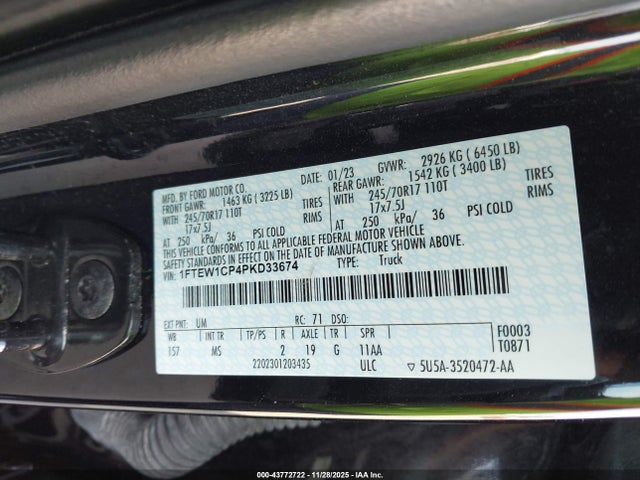 MFD. BY FORD MOTOR CO.
DATE: 01/23 GVWR: 2926 KG ( 6450 LB)
FRONT GAWR: 1463 KG ( 3225 LB)
REAR GAWR: 1542 KG ( 3400 LB)
WITH 245/70R17 110T TIRES
WITH 245/70R17 110T TIRES
17x7.5J RIMS
17x7.5J RIMS
AT 250 kPa/ 36 PSI COLD
AT 250 kPa/ 36 PSI COLD
THIS VEHICLE CONFORMS TO ALL APPLICABLE FEDERAL MOTOR VEHICLE
SAFETY AND THEFT PREVENTION STANDARDS IN EFFECT ON THE DATE OF MANUFACTURE SHOWN ABOVE.
VIN: 1FTEW1CP4PKD33674 TYPE: Truck
EXT PNT: UM RC: 71 DSO:
WB INT TR TP/PS R AXLE TR SPR
157 MS 2 19 G 11AA
F0003
T0871
2202301203435 ULC ▽ 5U5A-3520472-AA
000-43772722 - 11/28/2025 - IAA Inc.